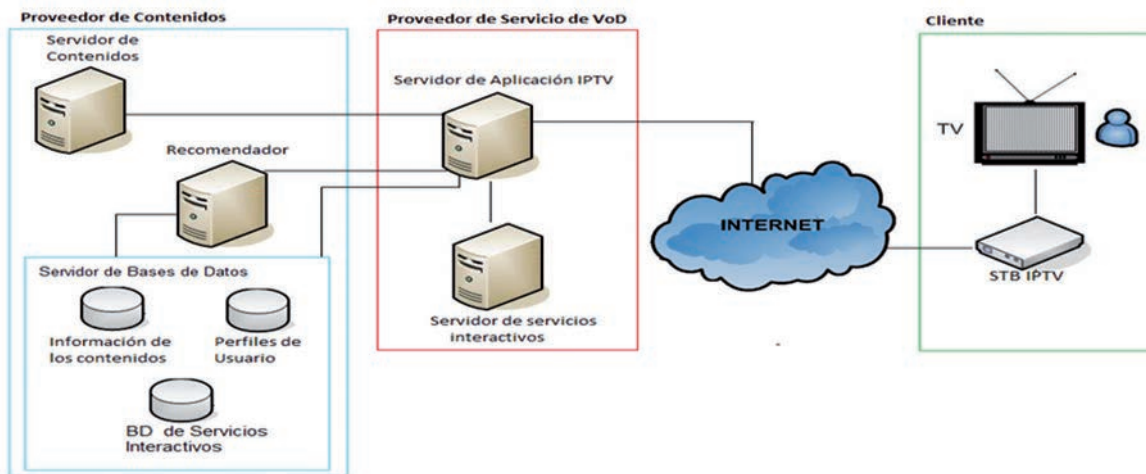 Proveedor de Contenidos
Servidor de
Contenidos
Recomendador
Servidor de Bases de Datos
Información de
los contenidos
Perfiles de
Usuario
BD de Servicios
Interactivos
Proveedor de Servicio de VoD
Servidor de Aplicación IPTV
Servidor de servicios
interactivos
INTERNET
Cliente
TV
STB IPTV